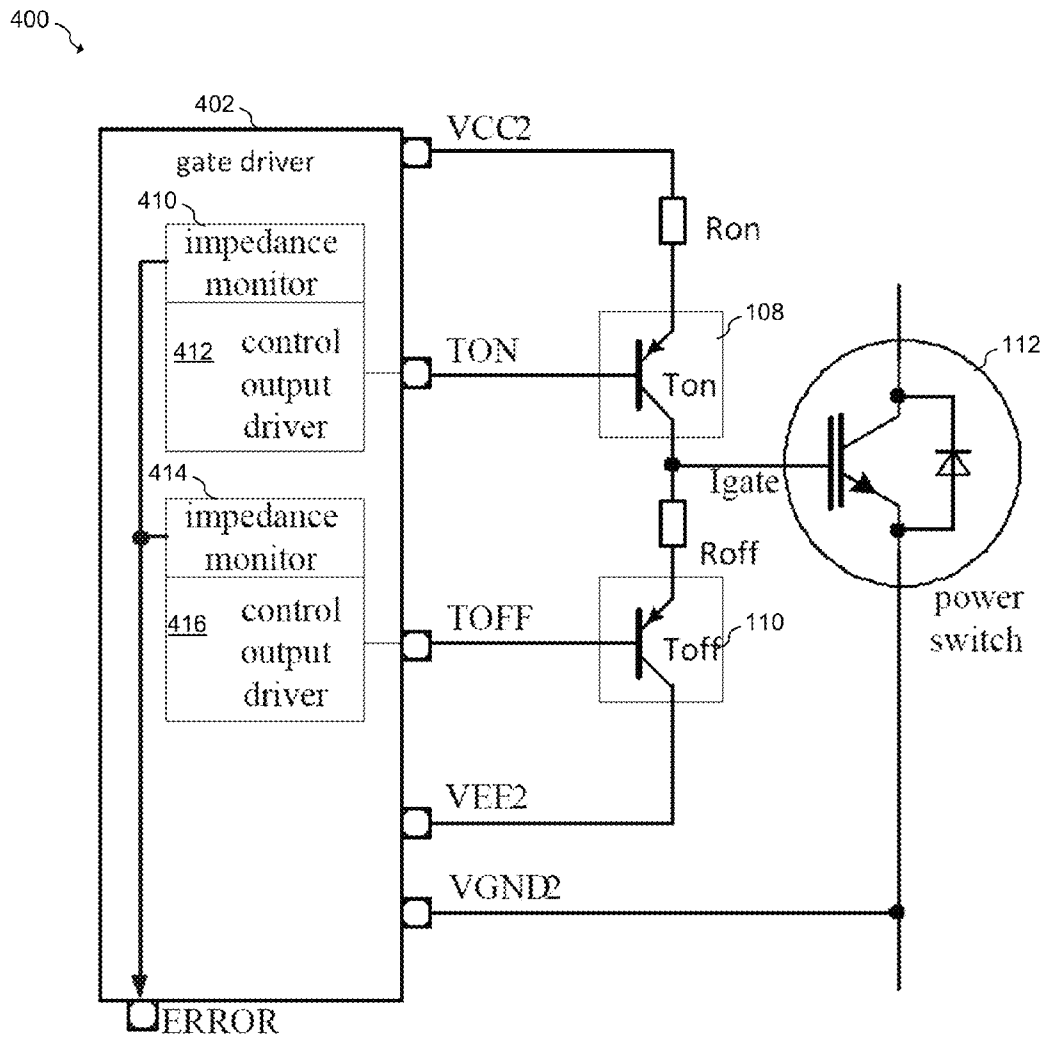 400
402
VCC2
gate driver
410
impedance
monitor
Ron
108
412
control
output
driver
TON
Ton
112
414
impedance
monitor
Igate
Roff
416
control
output
driver
TOFF
Toff
110
power
switch
VEE2
VGND2
ERROR